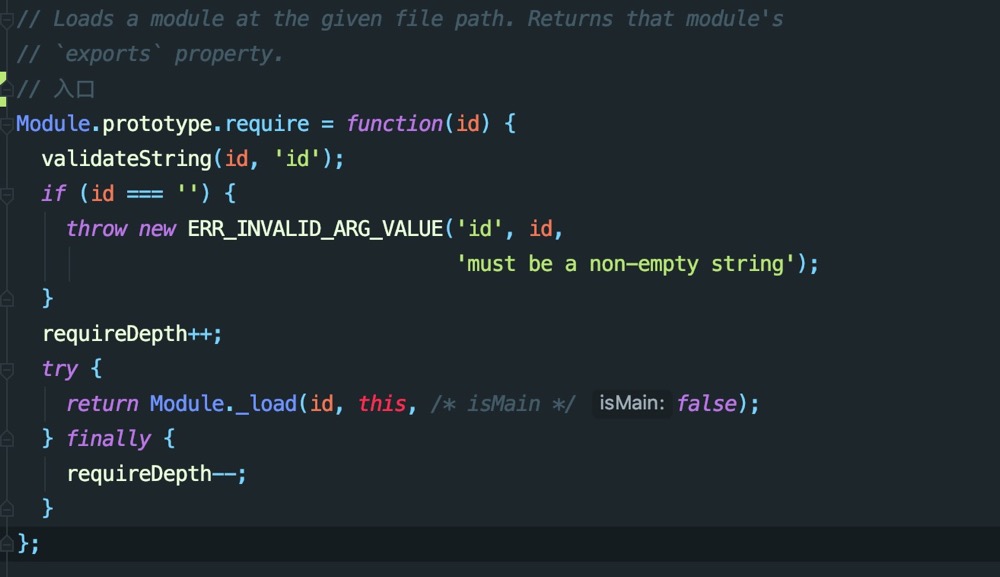 // Loads a module at the given file path. Returns that module's
// `exports` property.
// 入口
Module.prototype.require = function(id) {
  validateString(id, 'id');
  if (id === '') {
    throw new ERR_INVALID_ARG_VALUE('id', id,
                                    'must be a non-empty string');
  }
  requireDepth++;
  try {
    return Module._load(id, this, /* isMain */ isMain: false);
  } finally {
    requireDepth--;
  }
};